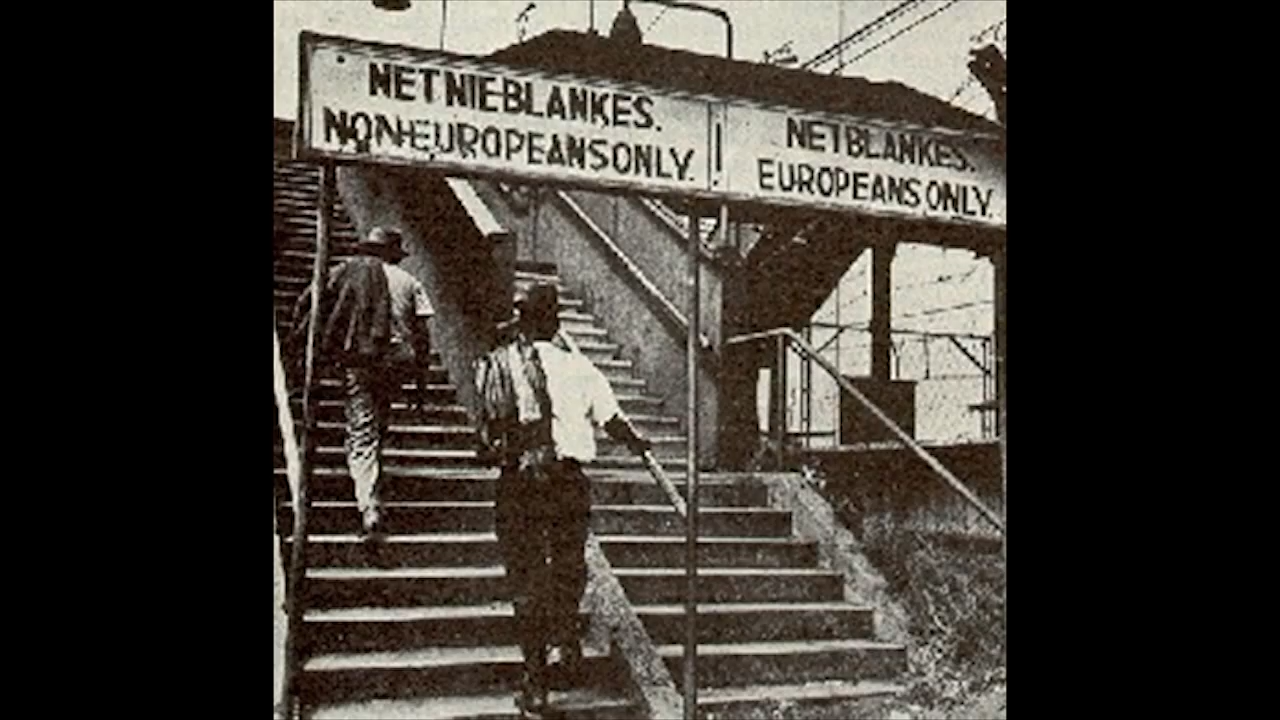 NET NIE BLANKES.
NON-EUROPEANS ONLY.
NET BLANKES.
EUROPEANS ONLY.